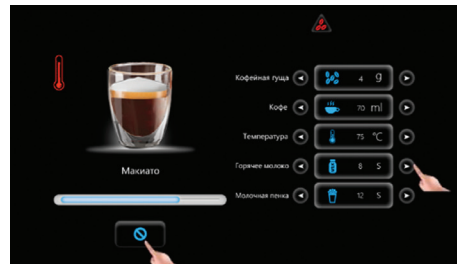 Кофейная гуща 4 g
Кофе 70 ml
Температура 75 °C
Горячее молоко 8 S
Молочная пенка 12 S
Макиато